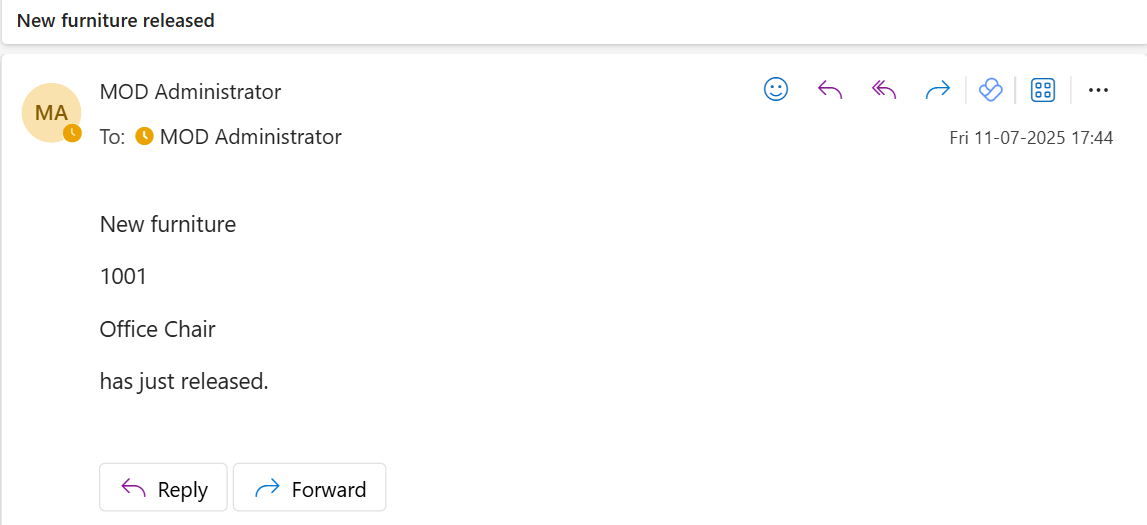 New furniture released
MA
MOD Administrator
To: MOD Administrator
Fri 11-07-2025 17:44
New furniture
1001
Office Chair
has just released.
Reply
Forward